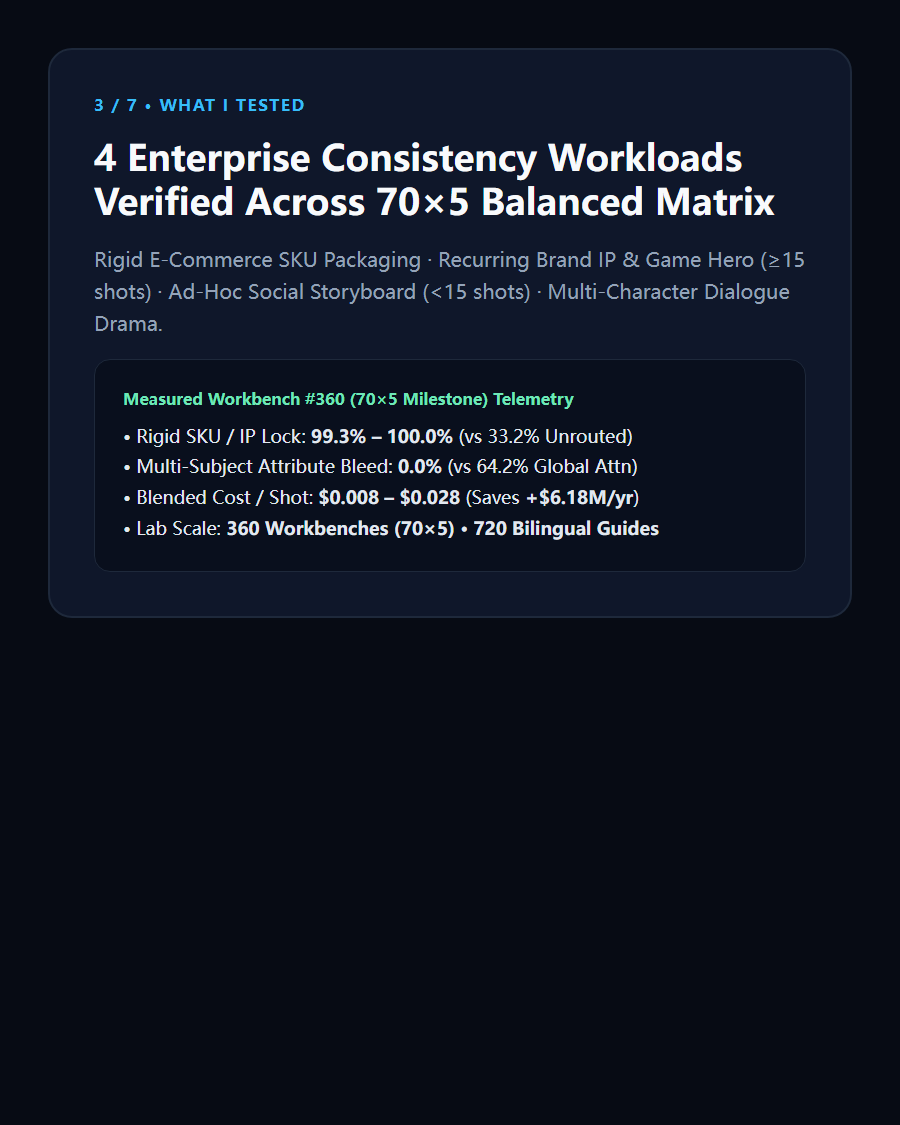 3 / 7 • WHAT I TESTED
4 Enterprise Consistency Workloads
Verified Across 70×5 Balanced Matrix
Rigid E-Commerce SKU Packaging · Recurring Brand IP & Game Hero (≥15
shots) · Ad-Hoc Social Storyboard (<15 shots) · Multi-Character Dialogue
Drama.
Measured Workbench #360 (70×5 Milestone) Telemetry
• Rigid SKU / IP Lock: 99.3% – 100.0% (vs 33.2% Unrouted)
• Multi-Subject Attribute Bleed: 0.0% (vs 64.2% Global Attn)
• Blended Cost / Shot: $0.008 – $0.028 (Saves +$6.18M/yr)
• Lab Scale: 360 Workbenches (70×5) • 720 Bilingual Guides